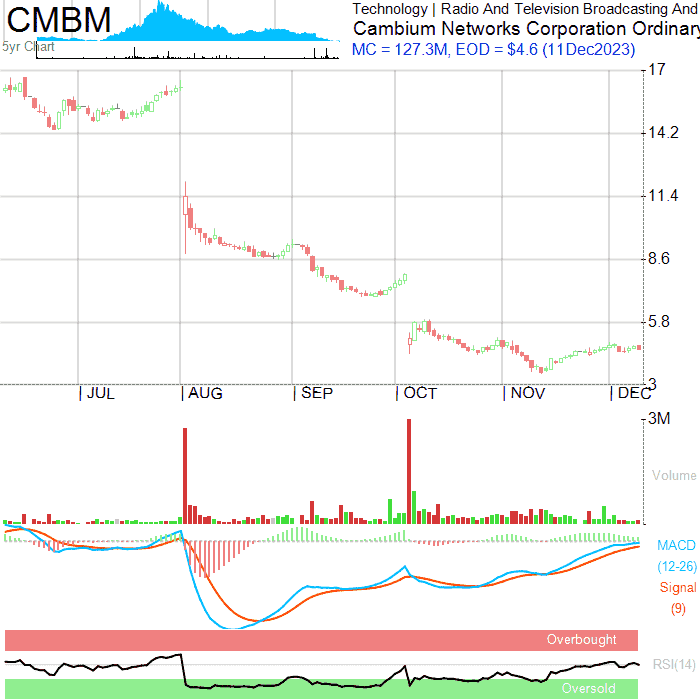 CMBM
5yr Chart
Technology | Radio And Television Broadcasting And
Cambium Networks Corporation Ordinary
MC = 127.3M, EOD = $4.6 (11Dec2023)
17
14.2
11.4
8.6
5.8
3
JUL AUG SEP OCT NOV DEC
3M
Volume
MACD
(12-26)
Signal
(9)
Overbought
RSI(14)
Oversold